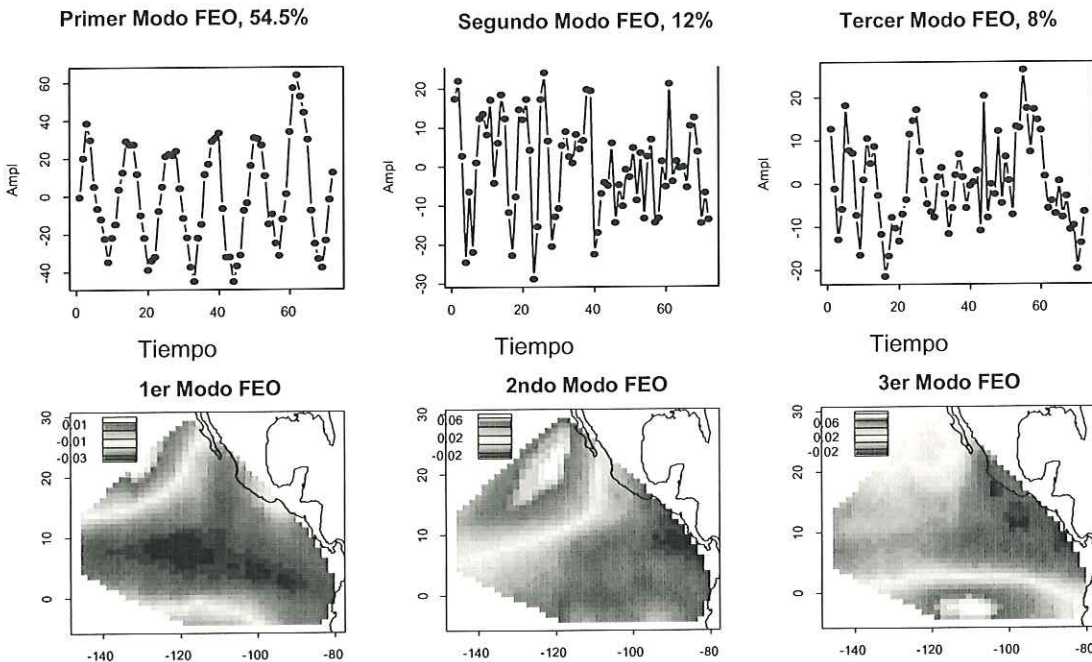 Primer Modo FEO, 54.5%
Segundo Modo FEO, 12%
Tercer Modo FEO, 8%
Ampl
60
40
20
0
-20
-40
0 20 40 60
Tiempo
Ampl
20
10
0
-10
-20
-30
0 20 40 60
Tiempo
Ampl
20
10
0
-10
-20
0 20 40 60
Tiempo
1er Modo FEO
0.01
-0.01
-0.03
30
20
10
0
-140 -120 -100 -80
2ndo Modo FEO
0.06
0.02
-0.02
30
20
10
0
-140 -120 -100 -80
3er Modo FEO
0.06
0.02
-0.02
30
20
10
0
-140 -120 -100 -80